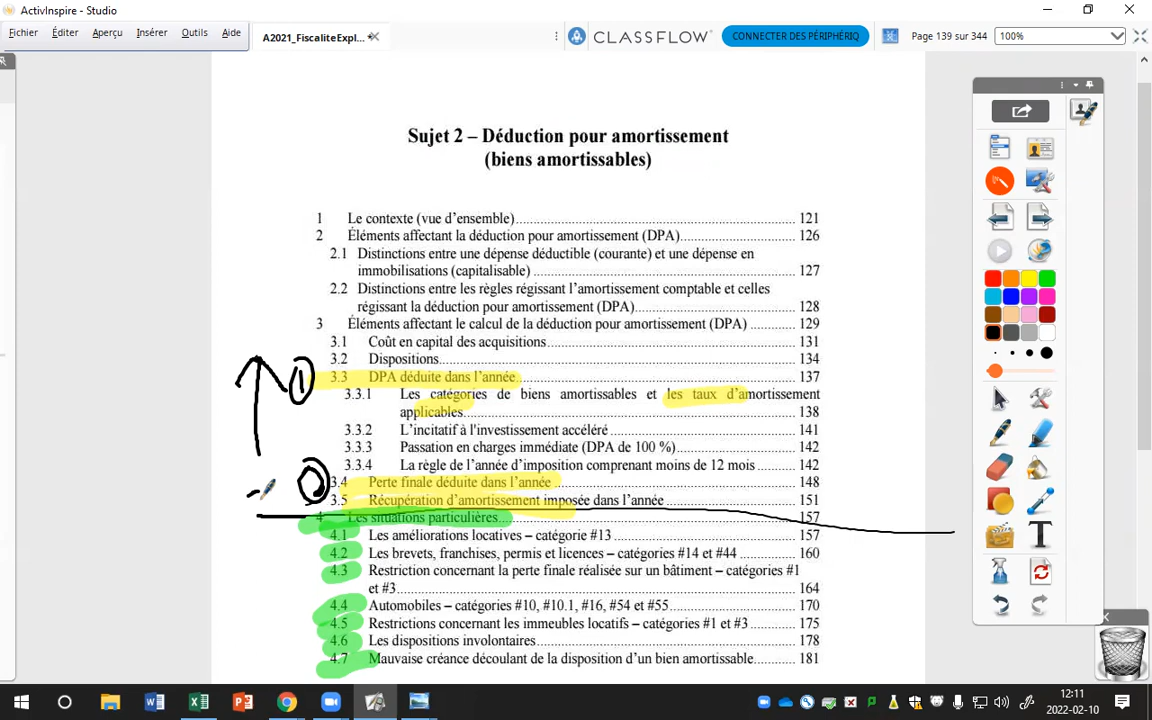 ActivInspire - Studio
Fichier Éditer Aperçu Insérer Outils Aide
A2021_FiscaliteExpl...
CLASSFLOW
CONNECTER DES PÉRIPHÉRIQ
Page 139 sur 344
100%
Sujet 2 – Déduction pour amortissement
(biens amortissables)
1 Le contexte (vue d'ensemble) 121
2 Éléments affectant la déduction pour amortissement (DPA) 126
2.1 Distinctions entre une dépense déductible (courante) et une dépense en
immobilisations (capitalisable) 127
2.2 Distinctions entre les règles régissant l'amortissement comptable et celles
régissant la déduction pour amortissement (DPA) 128
3 Éléments affectant le calcul de la déduction pour amortissement (DPA) 129
3.1 Coût en capital des acquisitions 131
3.2 Dispositions 134
1
3.3 DPA déduite dans l'année 137
3.3.1 Les catégories de biens amortissables et les taux d'amortissement
applicables 138
3.3.2 L'incitatif à l'investissement accéléré 141
3.3.3 Passation en charges immédiate (DPA de 100 %) 142
3.3.4 La règle de l'année d'imposition comprenant moins de 12 mois 142
3.4 Perte finale déduite dans l'année 148
3.5 Récupération d'amortissement imposée dans l'année 151
4 Les situations particulières 157
4.1 Les améliorations locatives – catégorie #13 157
4.2 Les brevets, franchises, permis et licences – catégories #14 et #44 160
4.3 Restriction concernant la perte finale réalisée sur un bâtiment – catégories #1
et #3 164
4.4 Automobiles – catégories #10, #10.1, #16, #54 et #55 170
4.5 Restrictions concernant les immeubles locatifs – catégories #1 et #3 175
4.6 Les dispositions involontaires 178
4.7 Mauvaise créance découlant de la disposition d'un bien amortissable 181
12:11
2022-02-10